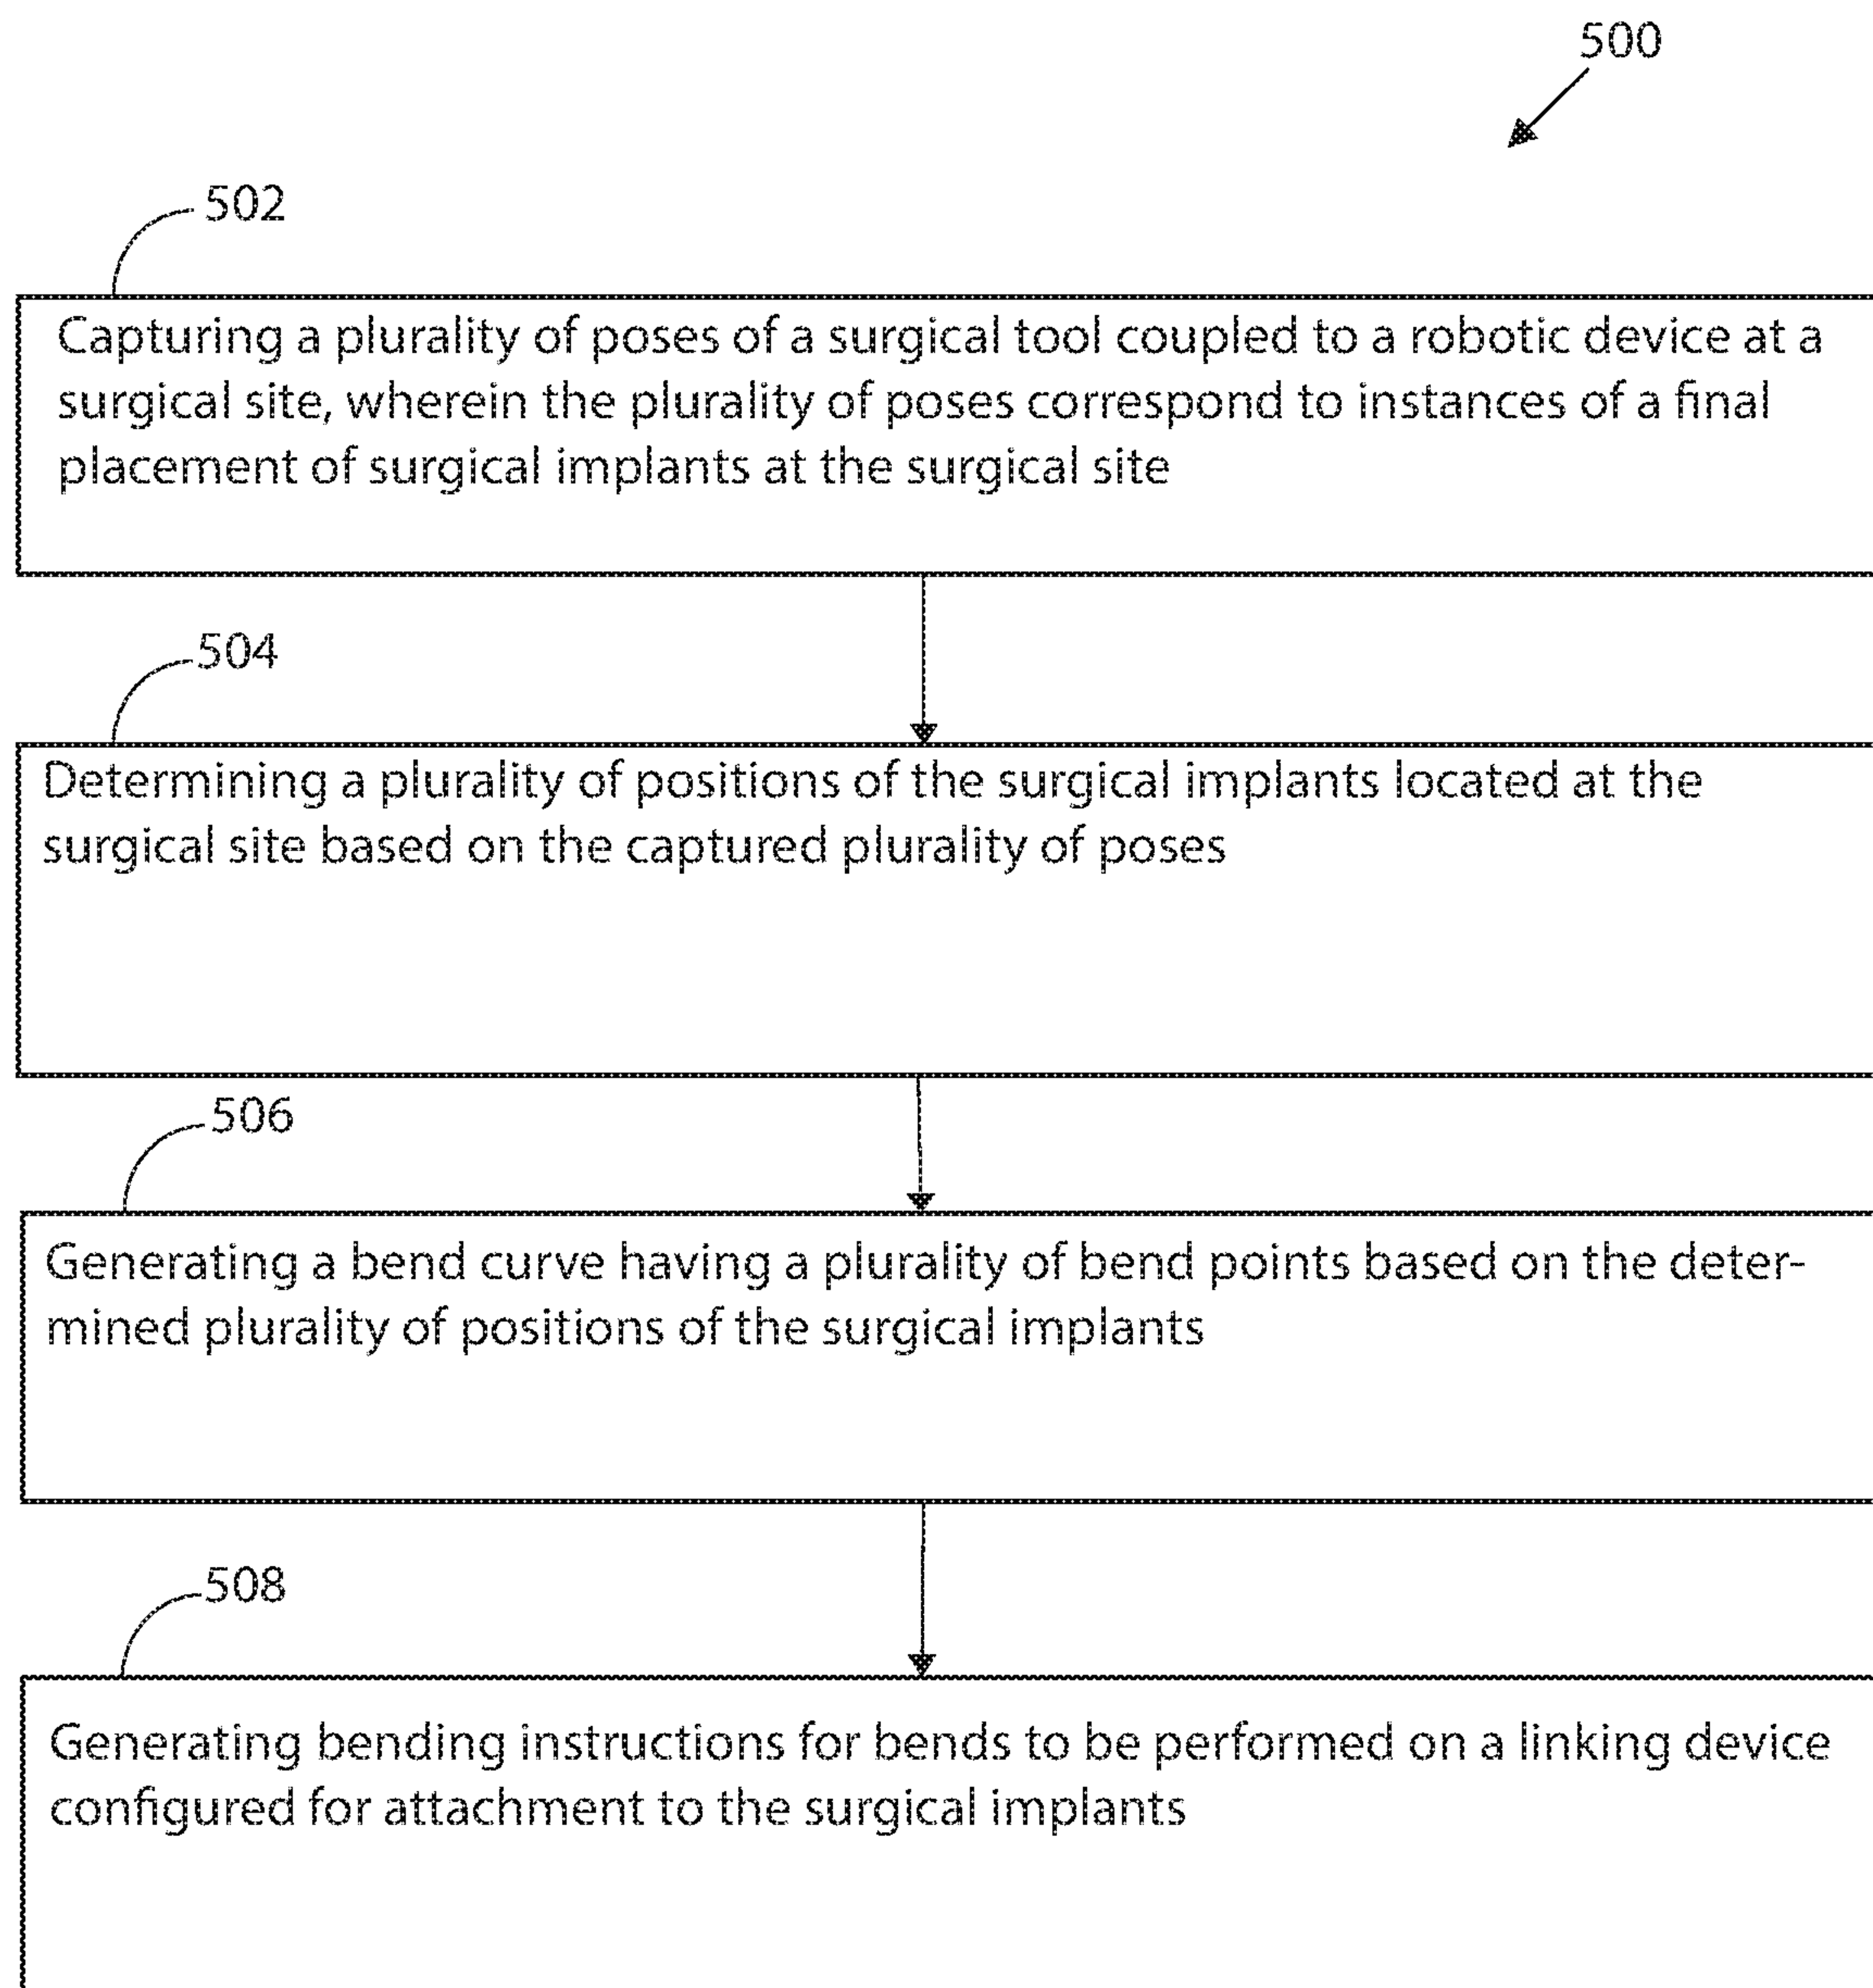 500
502
Capturing a plurality of poses of a surgical tool coupled to a robotic device at a
surgical site, wherein the plurality of poses correspond to instances of a final
placement of surgical implants at the surgical site
504
Determining a plurality of positions of the surgical implants located at the
surgical site based on the captured plurality of poses
506
Generating a bend curve having a plurality of bend points based on the deter-
mined plurality of positions of the surgical implants
508
Generating bending instructions for bends to be performed on a linking device
configured for attachment to the surgical implants